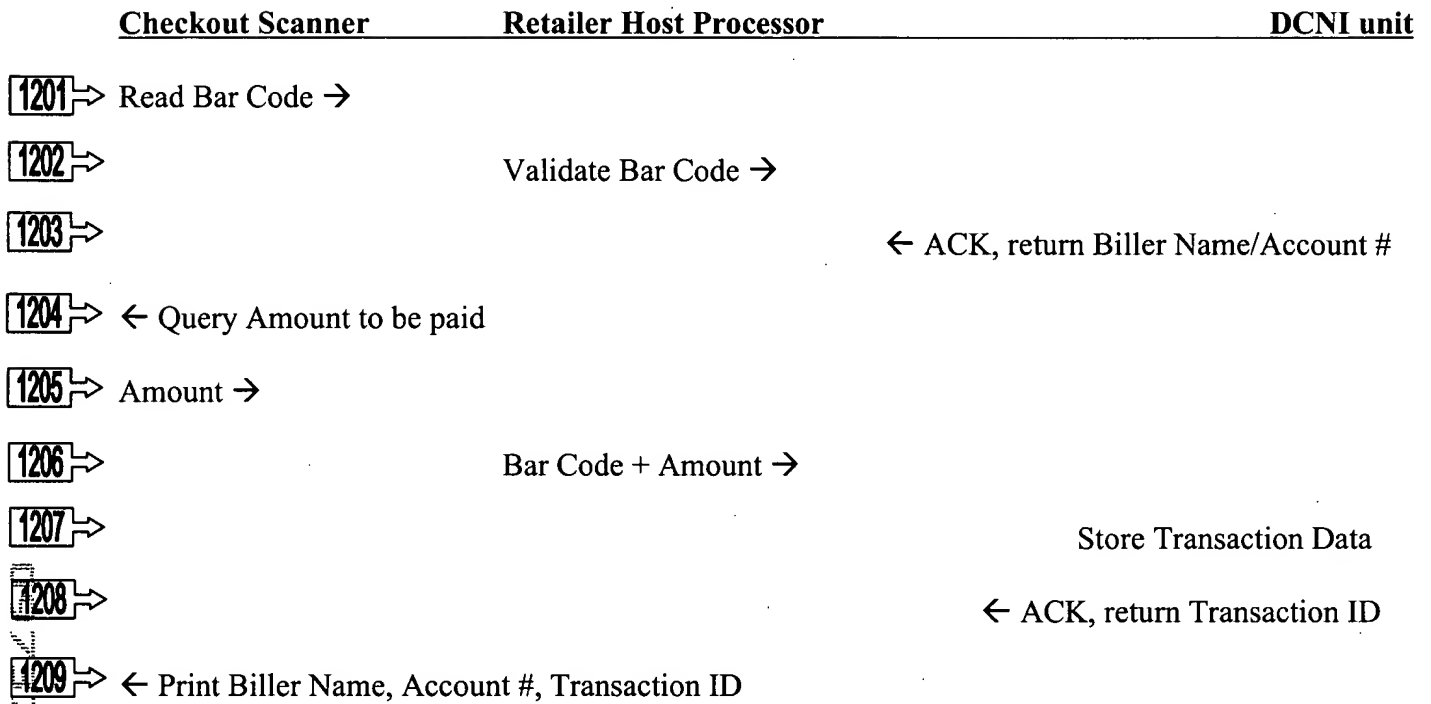 Checkout Scanner Retailer Host Processor DCNI unit
1201 Read Bar Code →
1202 Validate Bar Code →
1203 ← ACK, return Biller Name/Account #
1204 ← Query Amount to be paid
1205 Amount →
1206 Bar Code + Amount →
1207 Store Transaction Data
1208 ← ACK, return Transaction ID
1209 ← Print Biller Name, Account #, Transaction ID